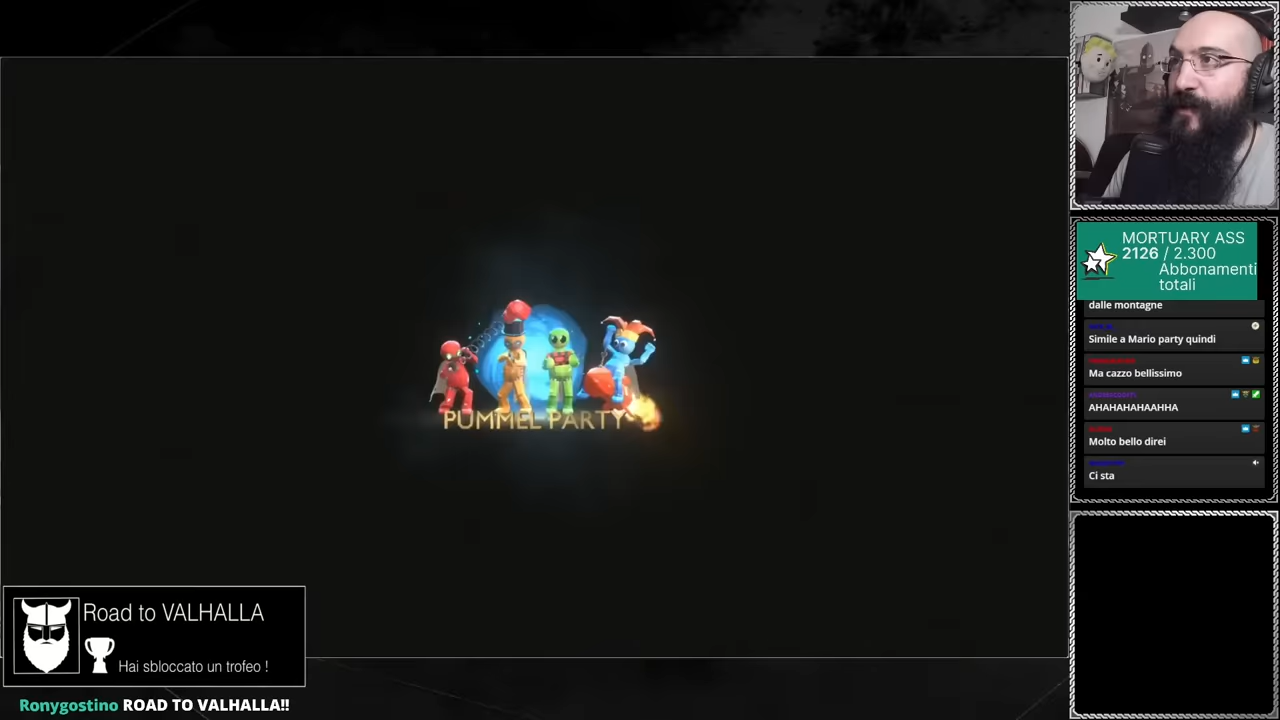 PUMMEL PARTY
MORTUARY ASS
2126 / 2.300
Abbonamenti
totali
dalle montagne
Simile a Mario party quindi
Ma cazzo bellissimo
AHAHAHAHAAHHA
Molto bello direi
Ci sta
Road to VALHALLA
Hai sbloccato un trofeo !
Ronygostino ROAD TO VALHALLA!!